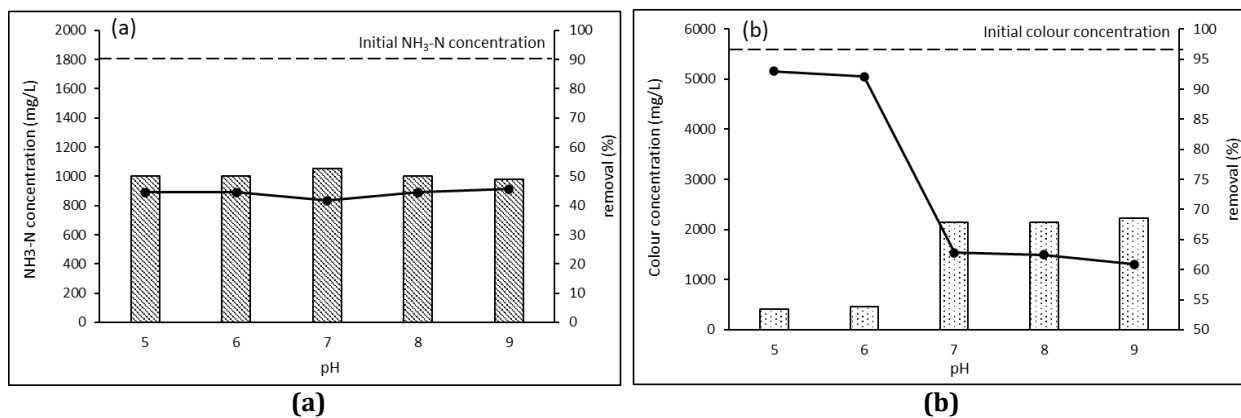 (a)
Initial NH₃-N concentration
NH3-N concentration (mg/L)
2000
1800
1600
1400
1200
1000
800
600
400
200
0
100
90
80
70
60
50
40
30
20
10
0
removal (%)
5 6 7 8 9
pH
(a)
(b)
Initial colour concentration
Colour concentration (mg/L)
6000
5000
4000
3000
2000
1000
0
100
95
90
85
80
75
70
65
60
55
50
removal (%)
5 6 7 8 9
pH
(b)